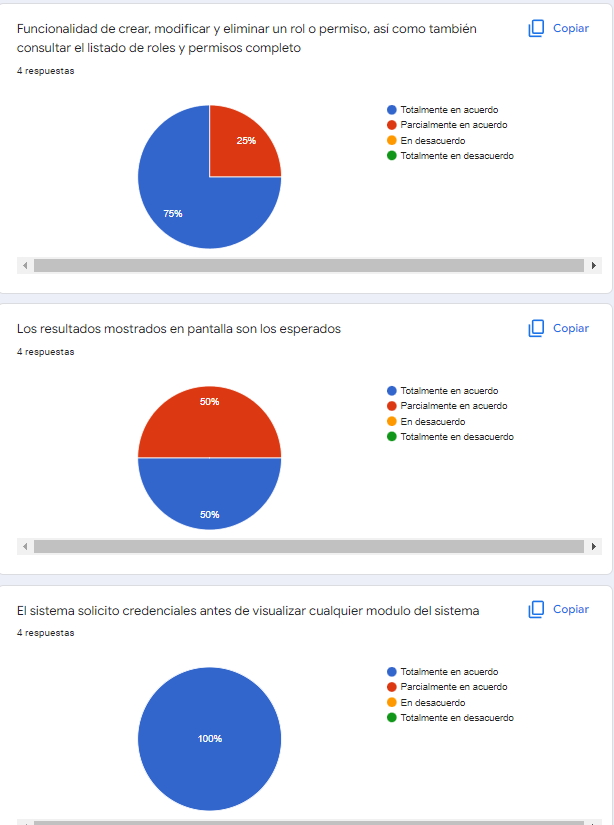 Funcionalidad de crear, modificar y eliminar un rol o permiso, así como también
consultar el listado de roles y permisos completo
Copiar
4 respuestas
Totalmente en acuerdo
Parcialmente en acuerdo
En desacuerdo
Totalmente en desacuerdo
25%
75%
Los resultados mostrados en pantalla son los esperados
Copiar
4 respuestas
Totalmente en acuerdo
Parcialmente en acuerdo
En desacuerdo
Totalmente en desacuerdo
50%
50%
El sistema solicito credenciales antes de visualizar cualquier modulo del sistema
Copiar
4 respuestas
Totalmente en acuerdo
Parcialmente en acuerdo
En desacuerdo
Totalmente en desacuerdo
100%